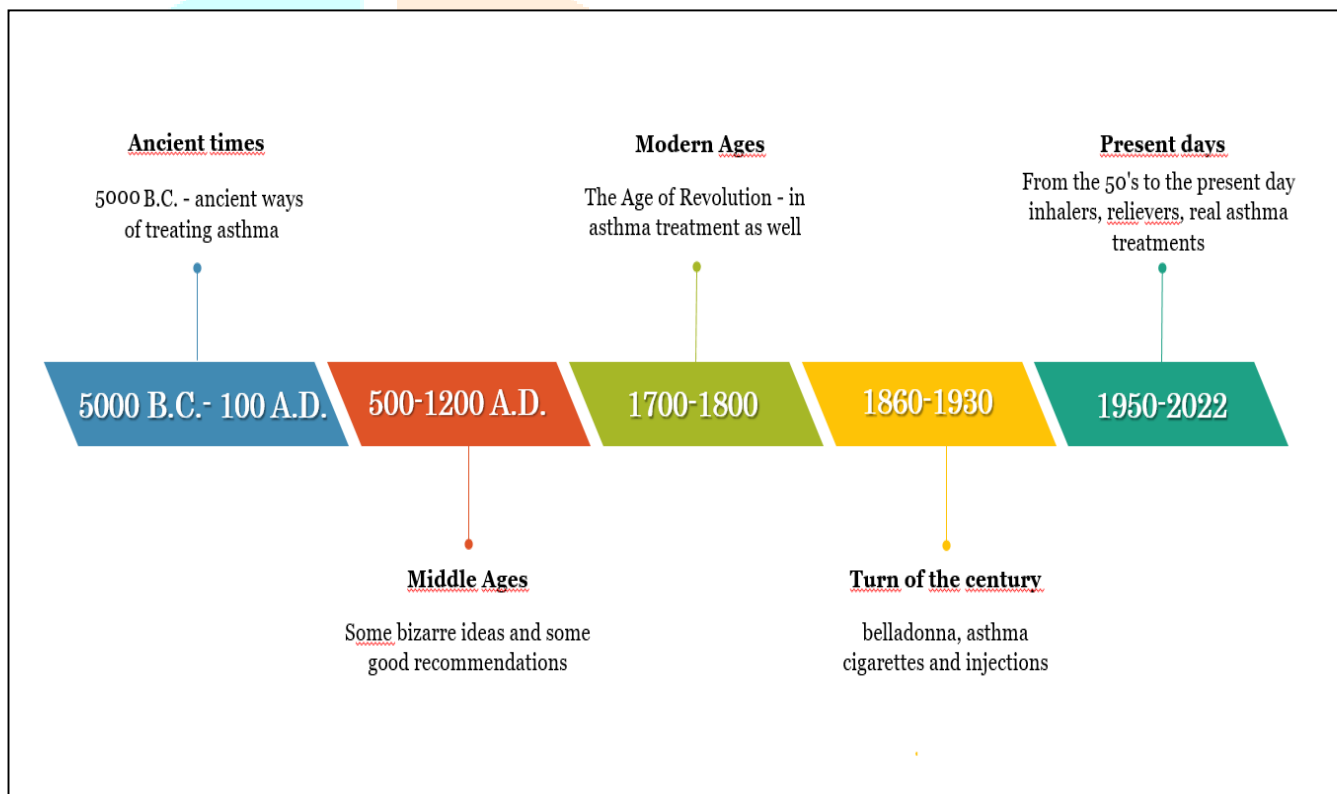 Ancient times
5000 B.C. - ancient ways
of treating asthma
Modern Ages
The Age of Revolution - in
asthma treatment as well
Present days
From the 50's to the present day
inhalers, relievers, real asthma
treatments
5000 B.C.- 100 A.D.
500-1200 A.D.
1700-1800
1860-1930
1950-2022
Middle Ages
Some bizarre ideas and some
good recommendations
Turn of the century
belladonna, asthma
cigarettes and injections